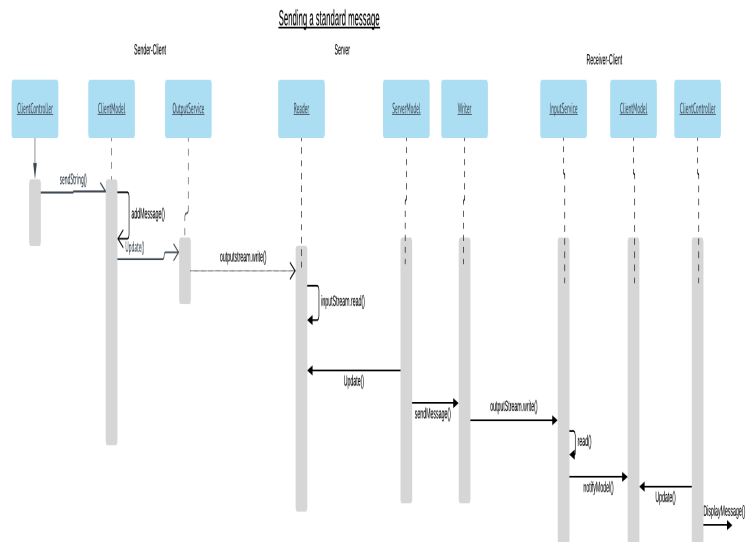 Sending a standard message
Sender-Client
Server
Receiver-Client
ClientController
ClientModel
OutputService
Reader
ServerModel
Writer
InputService
ClientModel
ClientController
sendString()
addMessage()
Update()
outputstream.write()
inputStream.read()
Update()
sendMessage()
outputStream.write()
read()
notifyModel()
Update()
DisplayMessage()